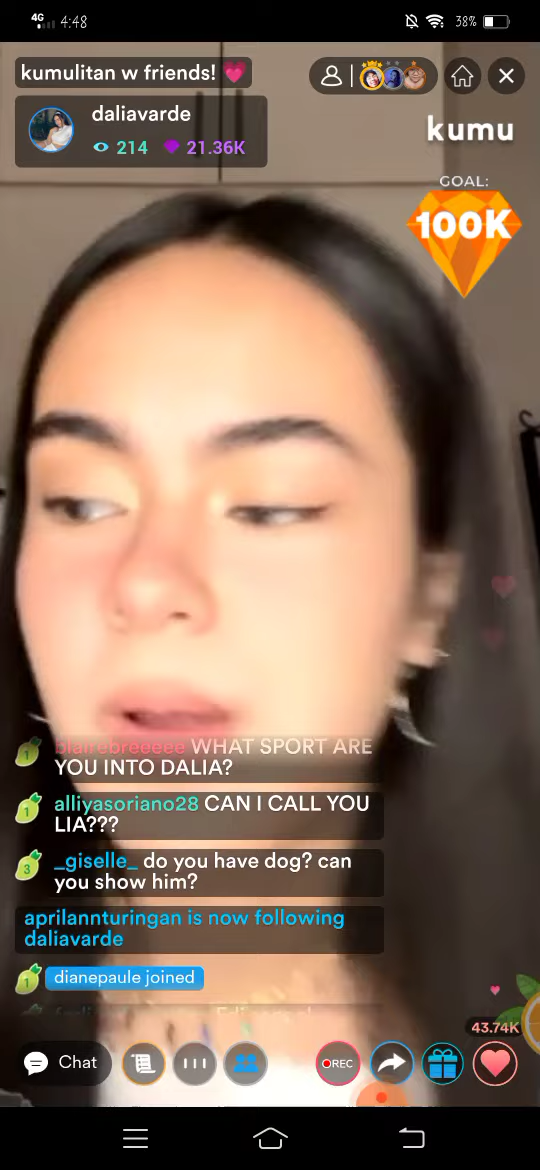 4G 4:48 38%
kumulitan w friends!
daliavarde
214 21.36K
kumu
GOAL:
100K
blairebreeeee WHAT SPORT ARE
YOU INTO DALIA?
1
alliyasoriano28 CAN I CALL YOU
LIA???
1
_giselle_ do you have dog? can
you show him?
3
aprilannturingan is now following
daliavarde
1
dianepaule joined
43.74K
Chat
REC